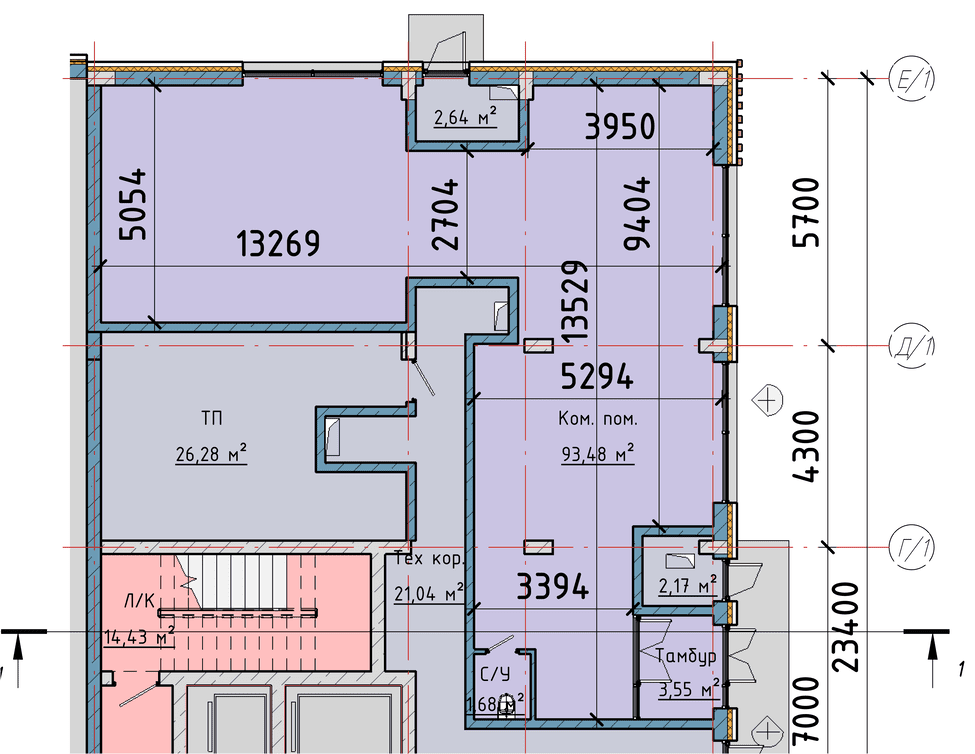 Е/1
2,64 м²
3950
5054
2704
9404
5700
13269
13529
Д/1
5294
ТП
Ком. пом.
26,28 м²
93,48 м²
4300
Г/1
Тех кор.
21,04 м²
3394
2,17 м²
Л/К
14,43 м²
23400
1
1
Тамбур
3,55 м²
С/У
1,68 м²
7000